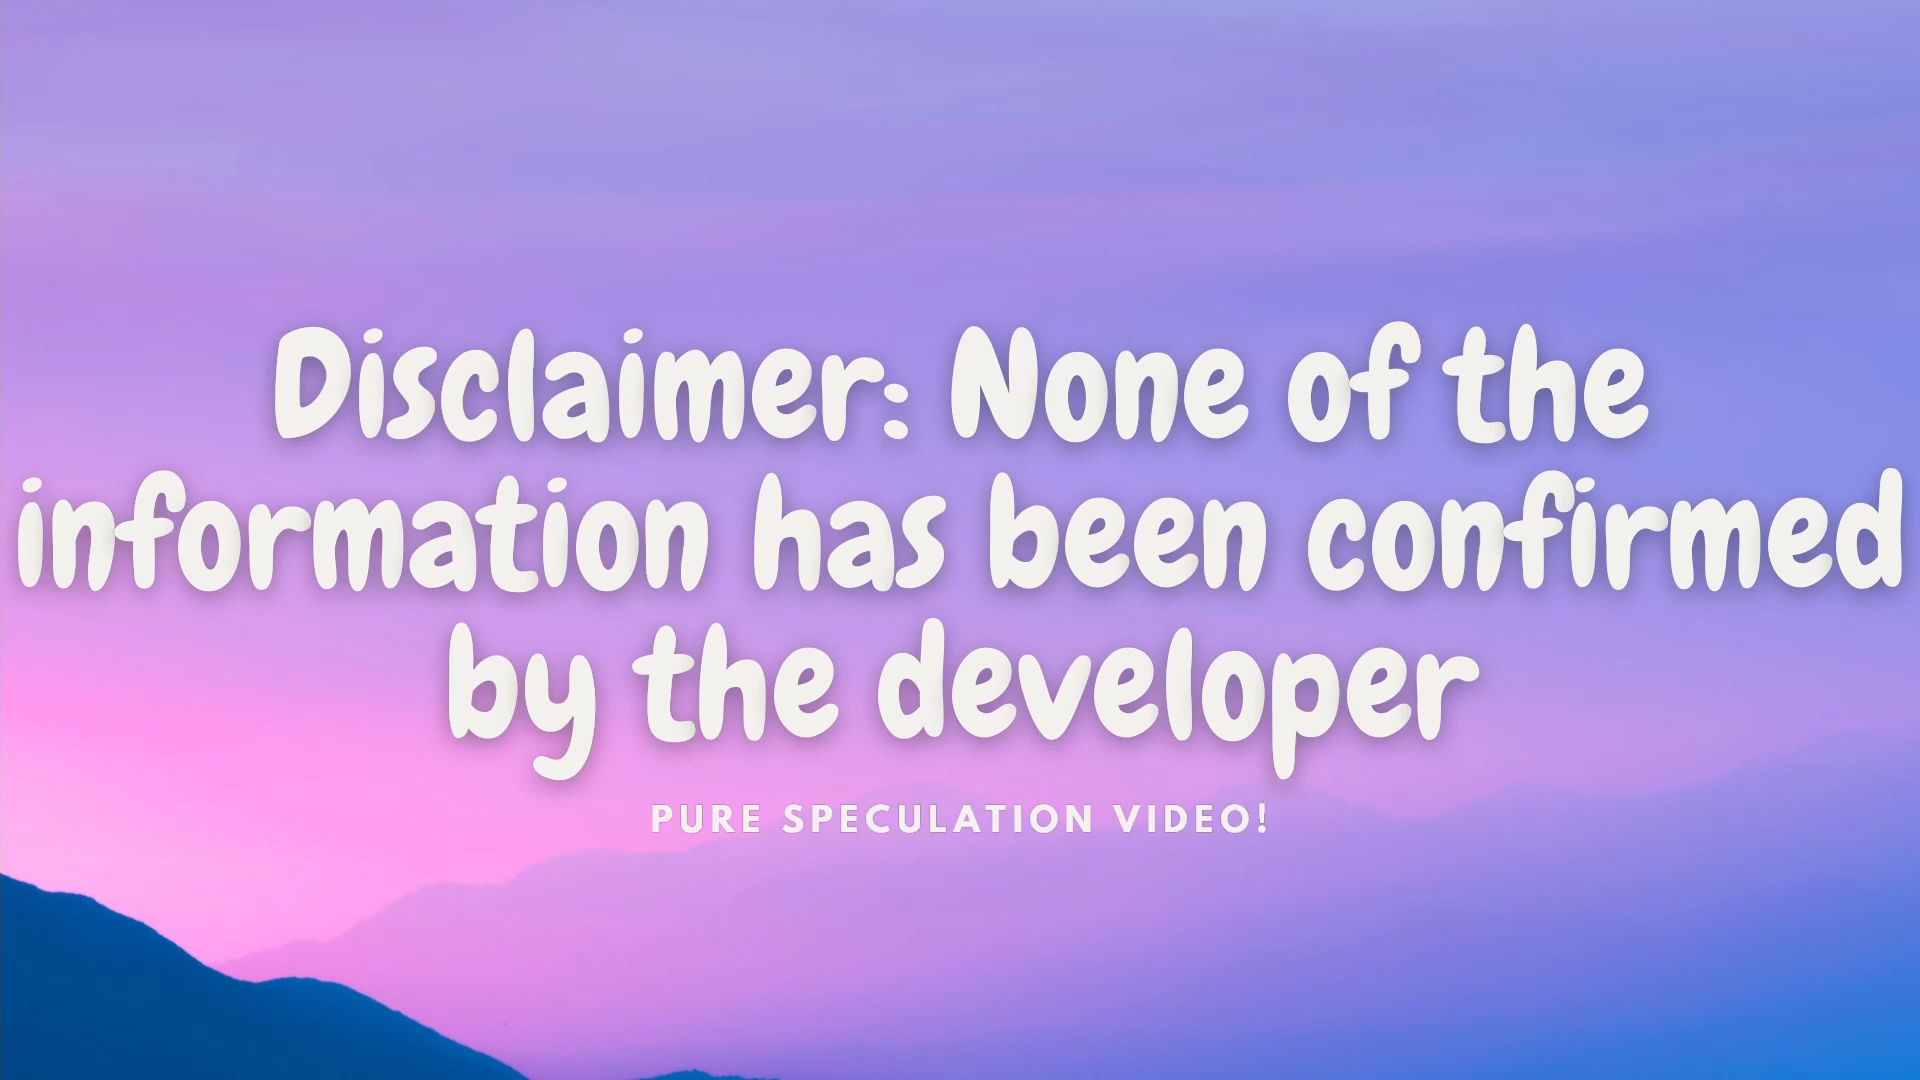 Disclaimer: None of the
information has been confirmed
by the developer
PURE SPECULATION VIDEO!